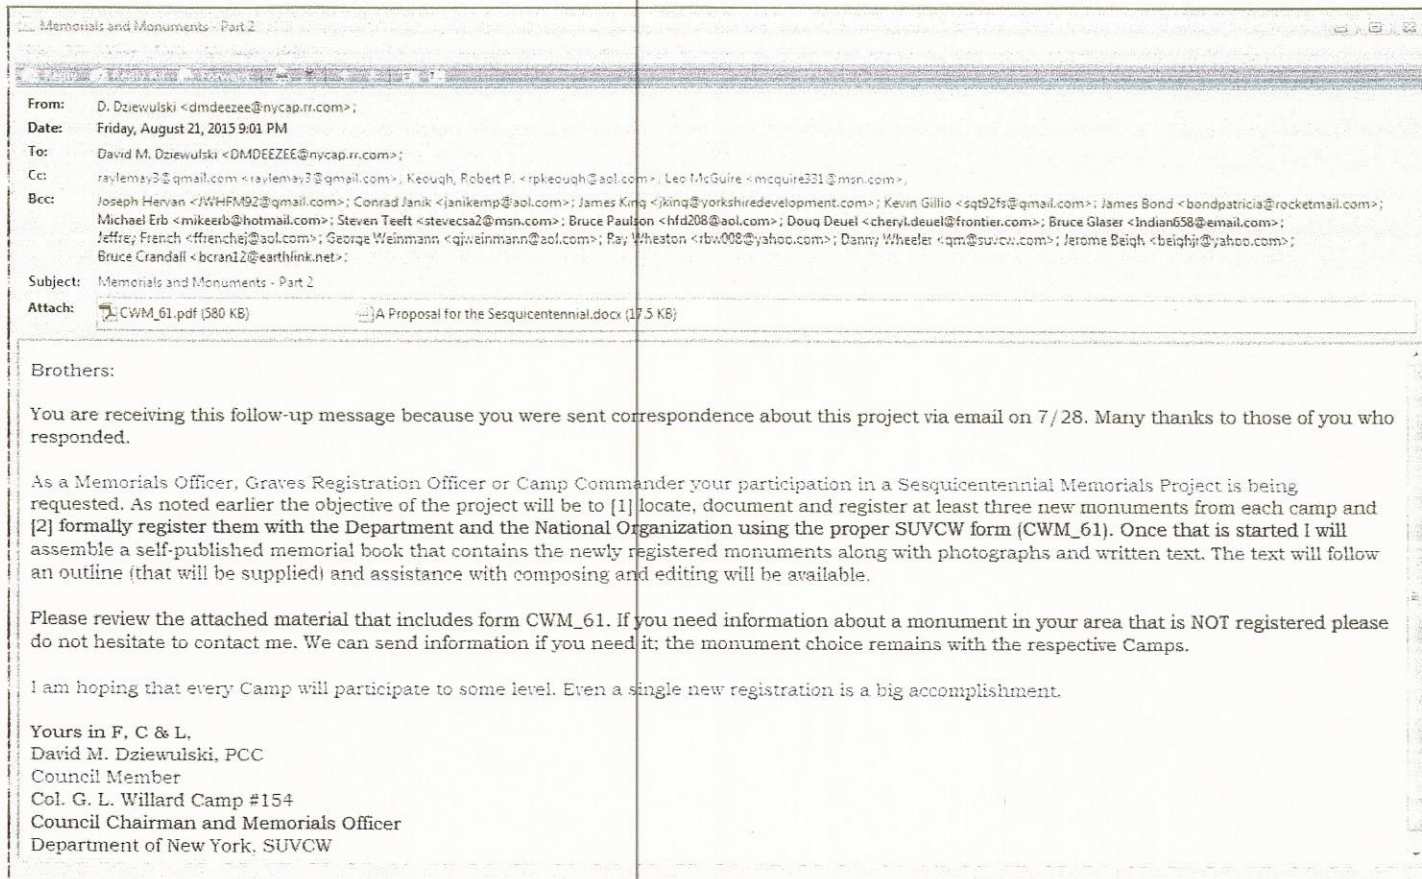 Memorials and Monuments - Part 2
Reply Reply All Forward
From: D. Dziewulski <dmdeezee@nycap.rr.com>;
Date: Friday, August 21, 2015 9:01 PM
To: David M. Dziewulski <DMDEEZEE@nycap.rr.com>;
Cc: raylemay3@gmail.com <raylemay3@gmail.com>, Keough, Robert P. <rpkeough@aol.com>, Leo McGuire <mcquire331@msn.com>,
Bcc: Joseph Hervan <JWHFM92@gmail.com>; Conrad Janik <janikemp@aol.com>; James King <jking@yorkshiredevelopment.com>; Kevin Gillio <sgt92fs@gmail.com>; James Bond <bondpatricia@rocketmail.com>;
Michael Erb <mikeerb@hotmail.com>; Steven Teeft <stevecsa2@msn.com>; Bruce Paulson <hfd208@aol.com>; Doug Deuel <cheryl.deuel@frontier.com>; Bruce Glaser <Indian658@email.com>;
Jeffrey French <ffrenchej@aol.com>; George Weinmann <gjweinmann@aol.com>; Ray Wheaton <rbw008@yahoo.com>; Danny Wheeler <qm@suvcw.com>; Jerome Beigh <beighjr@yahoo.com>;
Bruce Crandall <bcran12@earthlink.net>;
Subject: Memorials and Monuments - Part 2
Attach: CWM_61.pdf (580 KB) A Proposal for the Sesquicentennial.docx (17.5 KB)
Brothers:
You are receiving this follow-up message because you were sent correspondence about this project via email on 7/28. Many thanks to those of you who
responded.
As a Memorials Officer, Graves Registration Officer or Camp Commander your participation in a Sesquicentennial Memorials Project is being
requested. As noted earlier the objective of the project will be to [1] locate, document and register at least three new monuments from each camp and
[2] formally register them with the Department and the National Organization using the proper SUVCW form (CWM_61). Once that is started I will
assemble a self-published memorial book that contains the newly registered monuments along with photographs and written text. The text will follow
an outline (that will be supplied) and assistance with composing and editing will be available.
Please review the attached material that includes form CWM_61. If you need information about a monument in your area that is NOT registered please
do not hesitate to contact me. We can send information if you need it; the monument choice remains with the respective Camps.
I am hoping that every Camp will participate to some level. Even a single new registration is a big accomplishment.
Yours in F, C & L,
David M. Dziewulski, PCC
Council Member
Col. G. L. Willard Camp #154
Council Chairman and Memorials Officer
Department of New York, SUVCW